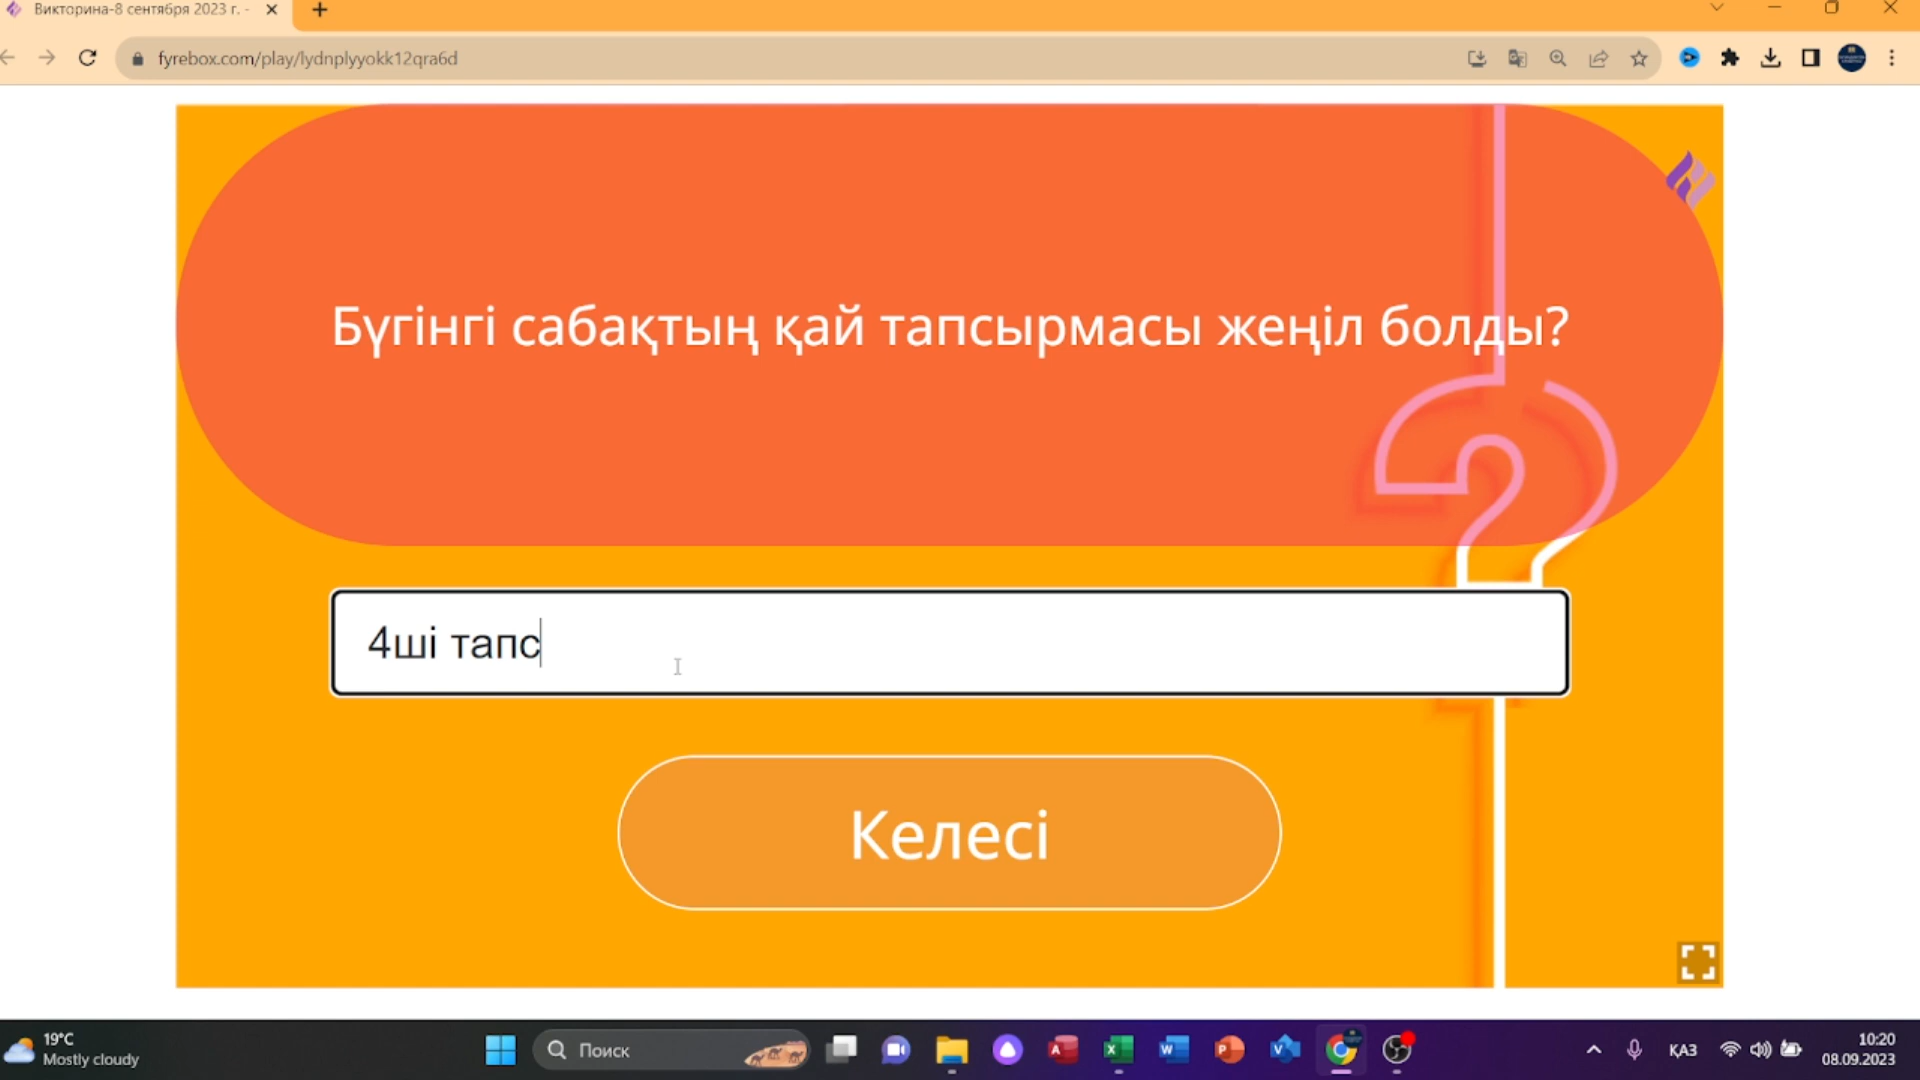 Викторина-8 сентября 2023 г. -
fyrebox.com/play/lydnplyyokk12qra6d
Бүгінгі сабақтың қай тапсырмасы жеңіл болды?
4ші тапс
Келесі
19°C
Mostly cloudy
Поиск
ҚАЗ
10:20
08.09.2023